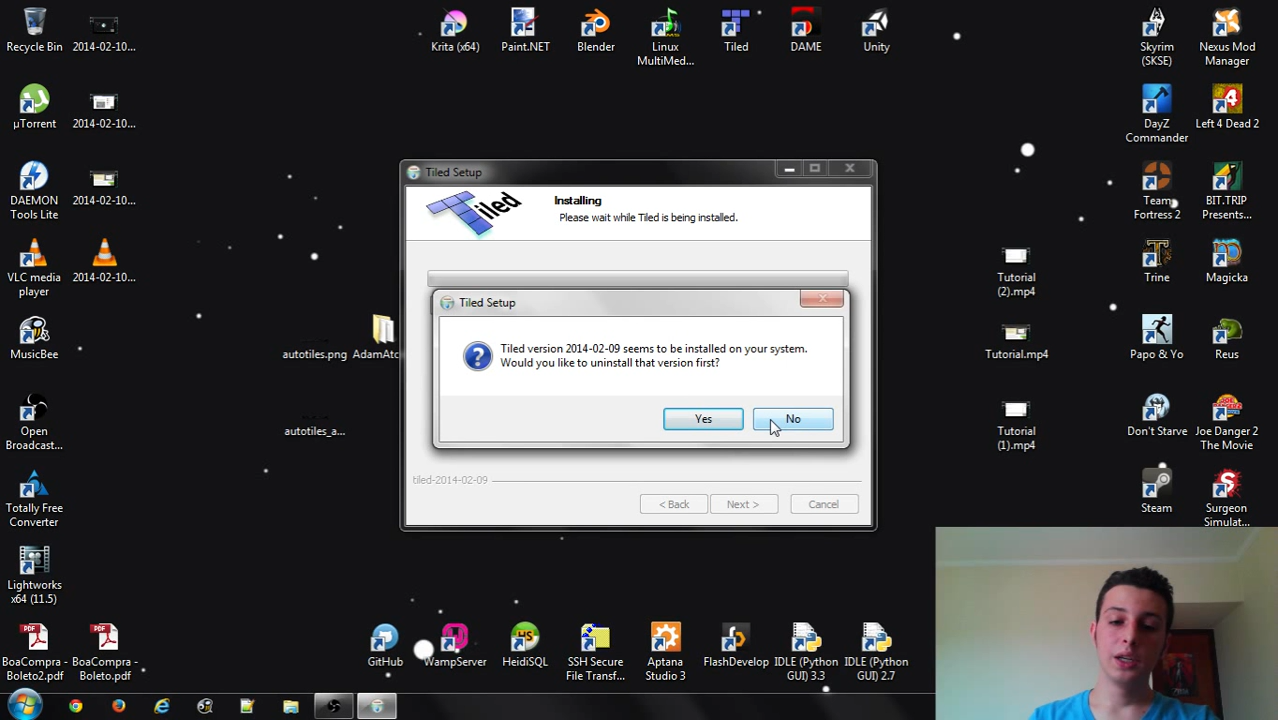 Recycle Bin
2014-02-10...
Krita (x64)
Paint.NET
Blender
Linux
MultiMed...
Tiled
DAME
Unity
Skyrim
(SKSE)
Nexus Mod
Manager
µTorrent
2014-02-10...
DayZ
Commander
Left 4 Dead 2
DAEMON
Tools Lite
2014-02-10...
Team
Fortress 2
BIT.TRIP
Presents...
VLC media
player
2014-02-10...
Tutorial
(2).mp4
Trine
Magicka
MusicBee
autotiles.png
AdamAtc
Tutorial.mp4
Papo & Yo
Reus
Open
Broadcast...
autotiles_a...
Tutorial
(1).mp4
Don't Starve
Joe Danger 2
The Movie
Totally Free
Converter
Steam
Surgeon
Simulat...
Lightworks
x64 (11.5)
PDF
BoaCompra -
Boleto2.pdf
PDF
BoaCompra -
Boleto.pdf
GitHub
WampServer
HS
HeidiSQL
SSH Secure
File Transf...
Aptana
Studio 3
FlashDevelop
IDLE (Python
GUI) 3.3
IDLE (Python
GUI) 2.7
Tiled Setup
Tiled
Installing
Please wait while Tiled is being installed.
Tiled Setup
Tiled version 2014-02-09 seems to be installed on your system.
Would you like to uninstall that version first?
Yes
No
tiled-2014-02-09
< Back
Next >
Cancel